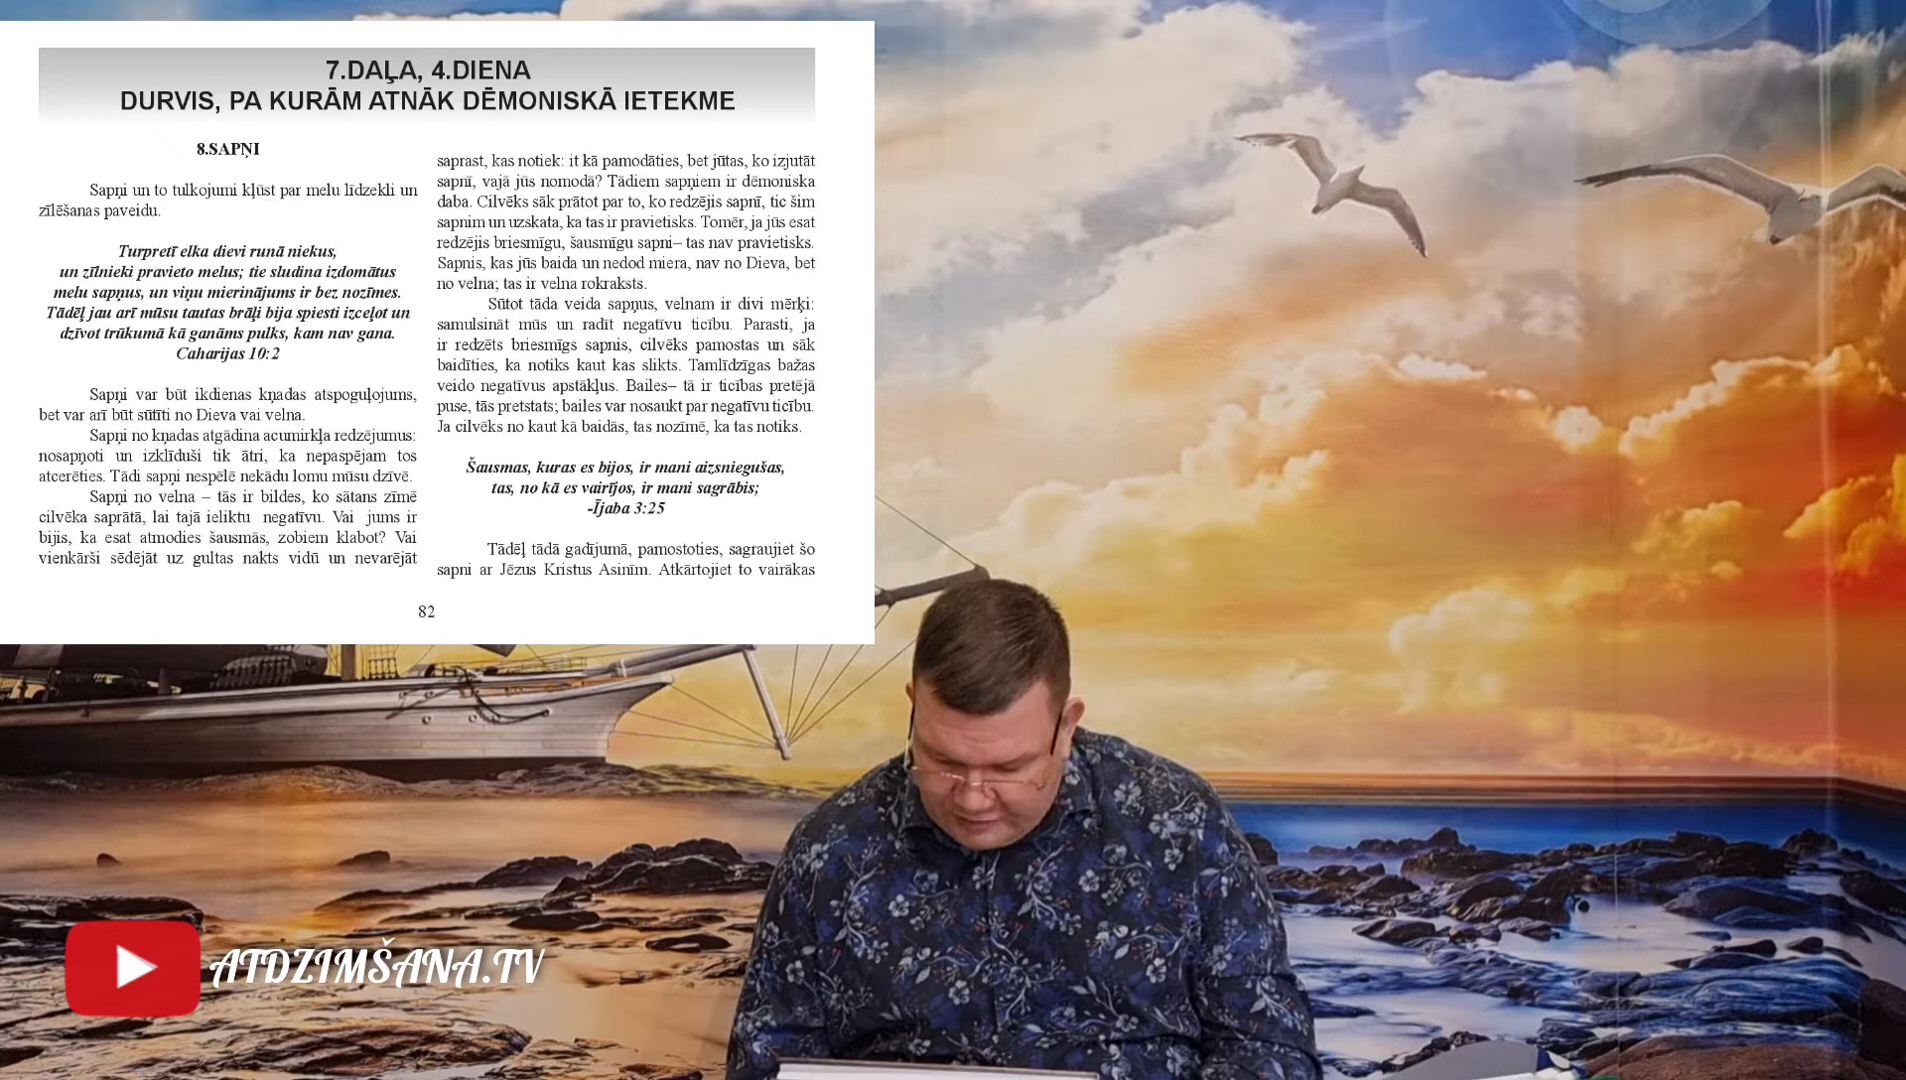 7.DAĻA, 4.DIENA
DURVIS, PA KURĀM ATNĀK DĒMONISKĀ IETEKME
8.SAPŅI
Sapņi un to tulkojumi kļūst par melu līdzekli un
zīlēšanas paveidu.
Turpretī elka dievi runā niekus,
un zīlnieki pravieto melus; tie sludina izdomātus
melu sapņus, un viņu mierinājums ir bez nozīmes.
Tādēļ jau arī mūsu tautas brāļi bija spiesti izceļot un
dzīvot trūkumā kā ganāms pulks, kam nav gana.
Caharijas 10:2
Sapņi var būt ikdienas kņadas atspoguļojums,
bet var arī būt sūtīti no Dieva vai velna.
Sapņi no kņadas atgādina acumirkļa redzējumus:
nosapņoti un izklīduši tik ātri, ka nepaspējam tos
atcerēties. Tādi sapņi nespēlē nekādu lomu mūsu dzīvē.
Sapņi no velna – tās ir bildes, ko sātans zīmē
cilvēka saprātā, lai tajā ieliktu negatīvu. Vai jums ir
bijis, ka esat atmodies šausmās, zobiem klabot? Vai
vienkārši sēdējāt uz gultas nakts vidū un nevarējāt
saprast, kas notiek: it kā pamodāties, bet jūtas, ko izjutāt
sapnī, vajā jūs nomodā? Tādiem sapņiem ir dēmoniska
daba. Cilvēks sāk prātot par to, ko redzējis sapnī, tic šim
sapnim un uzskata, ka tas ir pravietisks. Tomēr, ja jūs esat
redzējis briesmīgu, šausmīgu sapni– tas nav pravietisks.
Sapnis, kas jūs baida un nedod miera, nav no Dieva, bet
no velna; tas ir velna rokraksts.
Sūtot tāda veida sapņus, velnam ir divi mērķi:
samulsināt mūs un radīt negatīvu ticību. Parasti, ja
ir redzēts briesmīgs sapnis, cilvēks pamostas un sāk
baidīties, ka notiks kaut kas slikts. Tamlīdzīgas bažas
veido negatīvus apstākļus. Bailes– tā ir ticības pretējā
puse, tās pretstats; bailes var nosaukt par negatīvu ticību.
Ja cilvēks no kaut kā baidās, tas nozīmē, ka tas notiks.
Šausmas, kuras es bijos, ir mani aizsniegušas,
tas, no kā es vairījos, ir mani sagrābis;
-Ījaba 3:25
Tādēļ tādā gadījumā, pamostoties, sagraujiet šo
sapni ar Jēzus Kristus Asinīm. Atkārtojiet to vairākas
82
ATDZIMŠANA.TV